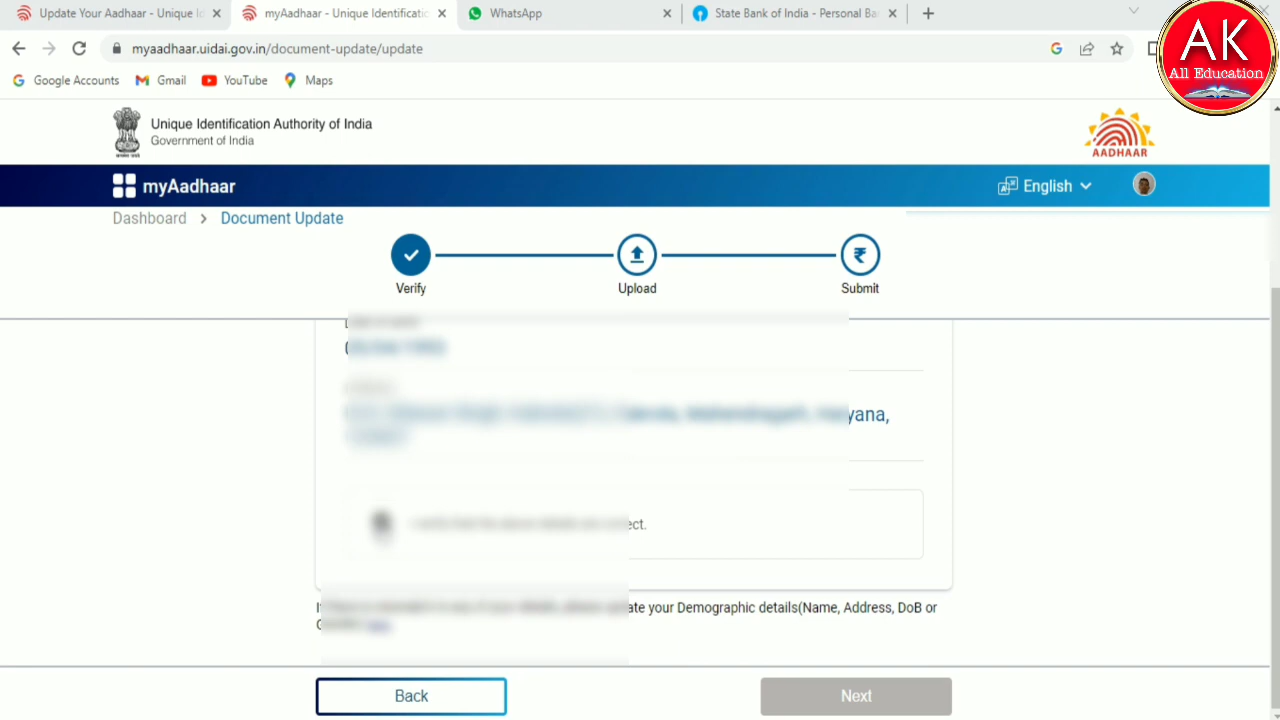 Update Your Aadhaar - Unique Id
myAadhaar - Unique Identificatio
WhatsApp
State Bank of India - Personal Ba
myaadhaar.uidai.gov.in/document-update/update
Google Accounts
Gmail
YouTube
Maps
AK
All Education
Unique Identification Authority of India
Government of India
AADHAAR
myAadhaar
English
Dashboard > Document Update
Verify
Upload
Submit
yana,
ect.
te your Demographic details(Name, Address, DoB or
Back
Next